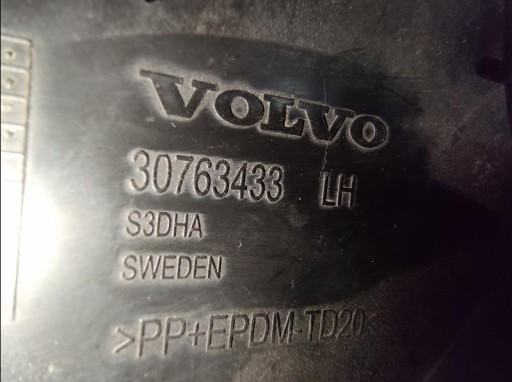 VOLVO
30763433 LH
S3DHA
SWEDEN
>PP+EPDM-TD20<